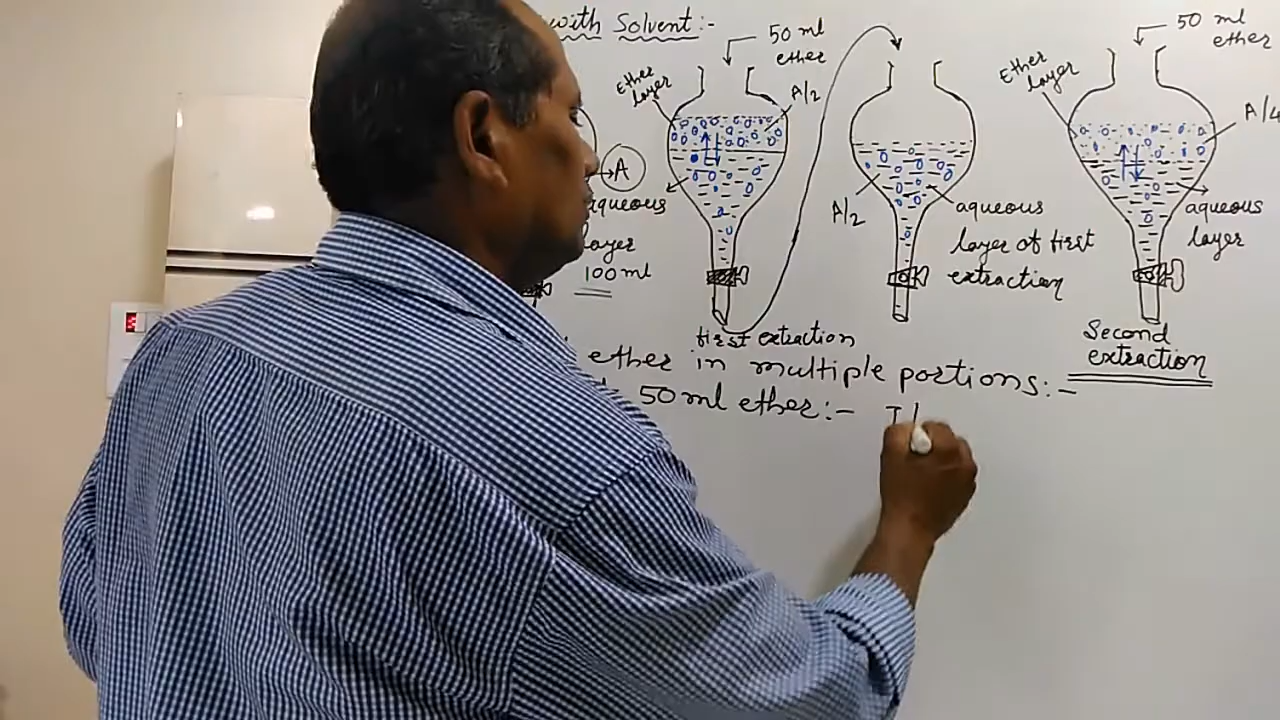 with Solvent:-
50 ml
ether
Ether
layer
A/2
A
aqueous
layer
100 ml
first extraction
A/2
aqueous
layer of first
extraction
50 ml
ether
Ether
layer
A/4
aqueous
layer
Second
extraction
ether in multiple portions:-
50 ml ether:-